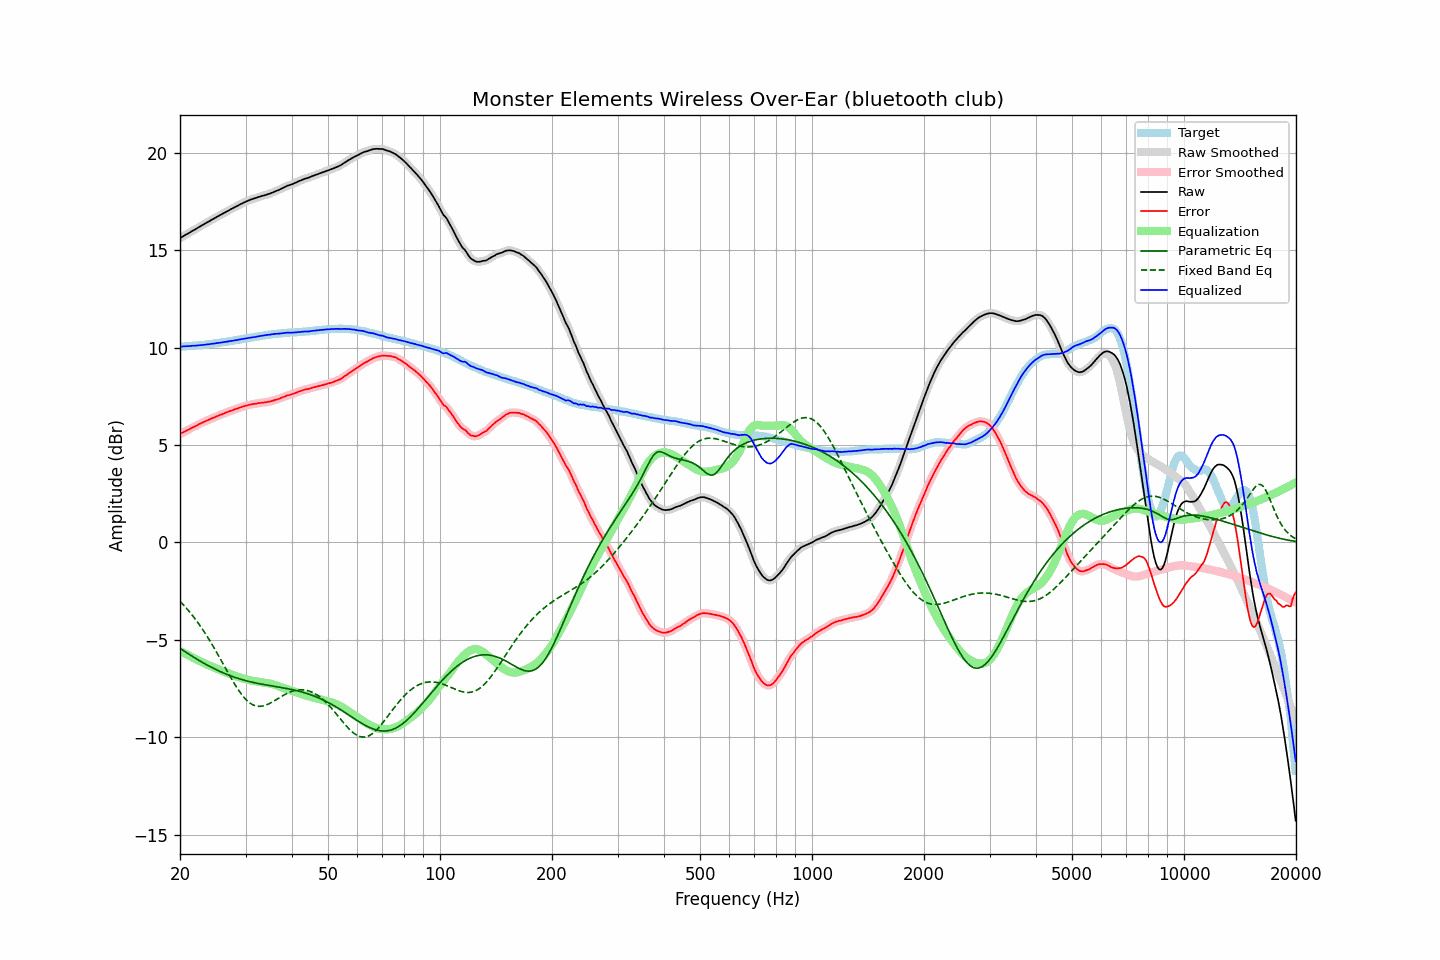 Monster Elements Wireless Over-Ear (bluetooth club)
Target
Raw Smoothed
Error Smoothed
Raw
Error
Equalization
Parametric Eq
Fixed Band Eq
Equalized
Amplitude (dBr)
20
15
10
5
0
−5
−10
−15
20 50 100 200 500 1000 2000 5000 10000 20000
Frequency (Hz)